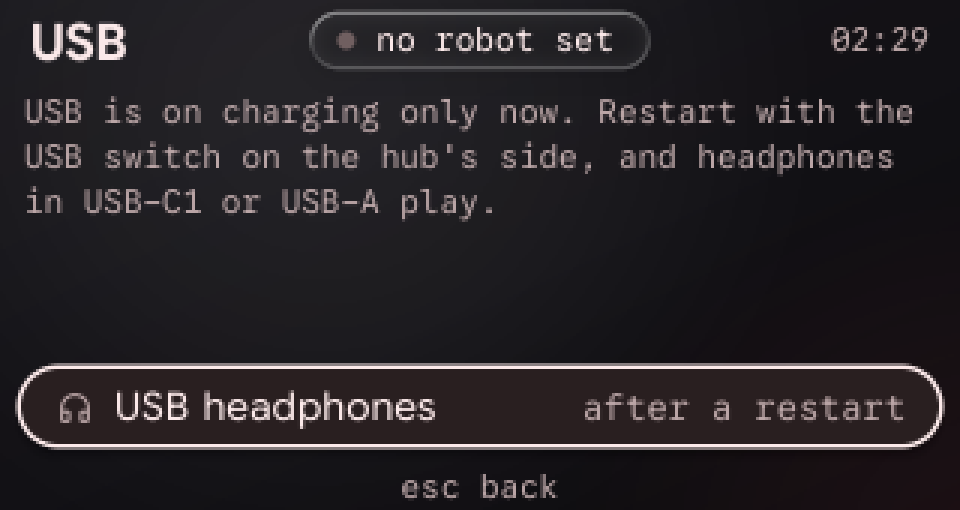 USB
no robot set
02:29
USB is on charging only now. Restart with the
USB switch on the hub's side, and headphones
in USB-C1 or USB-A play.
USB headphones
after a restart
esc back